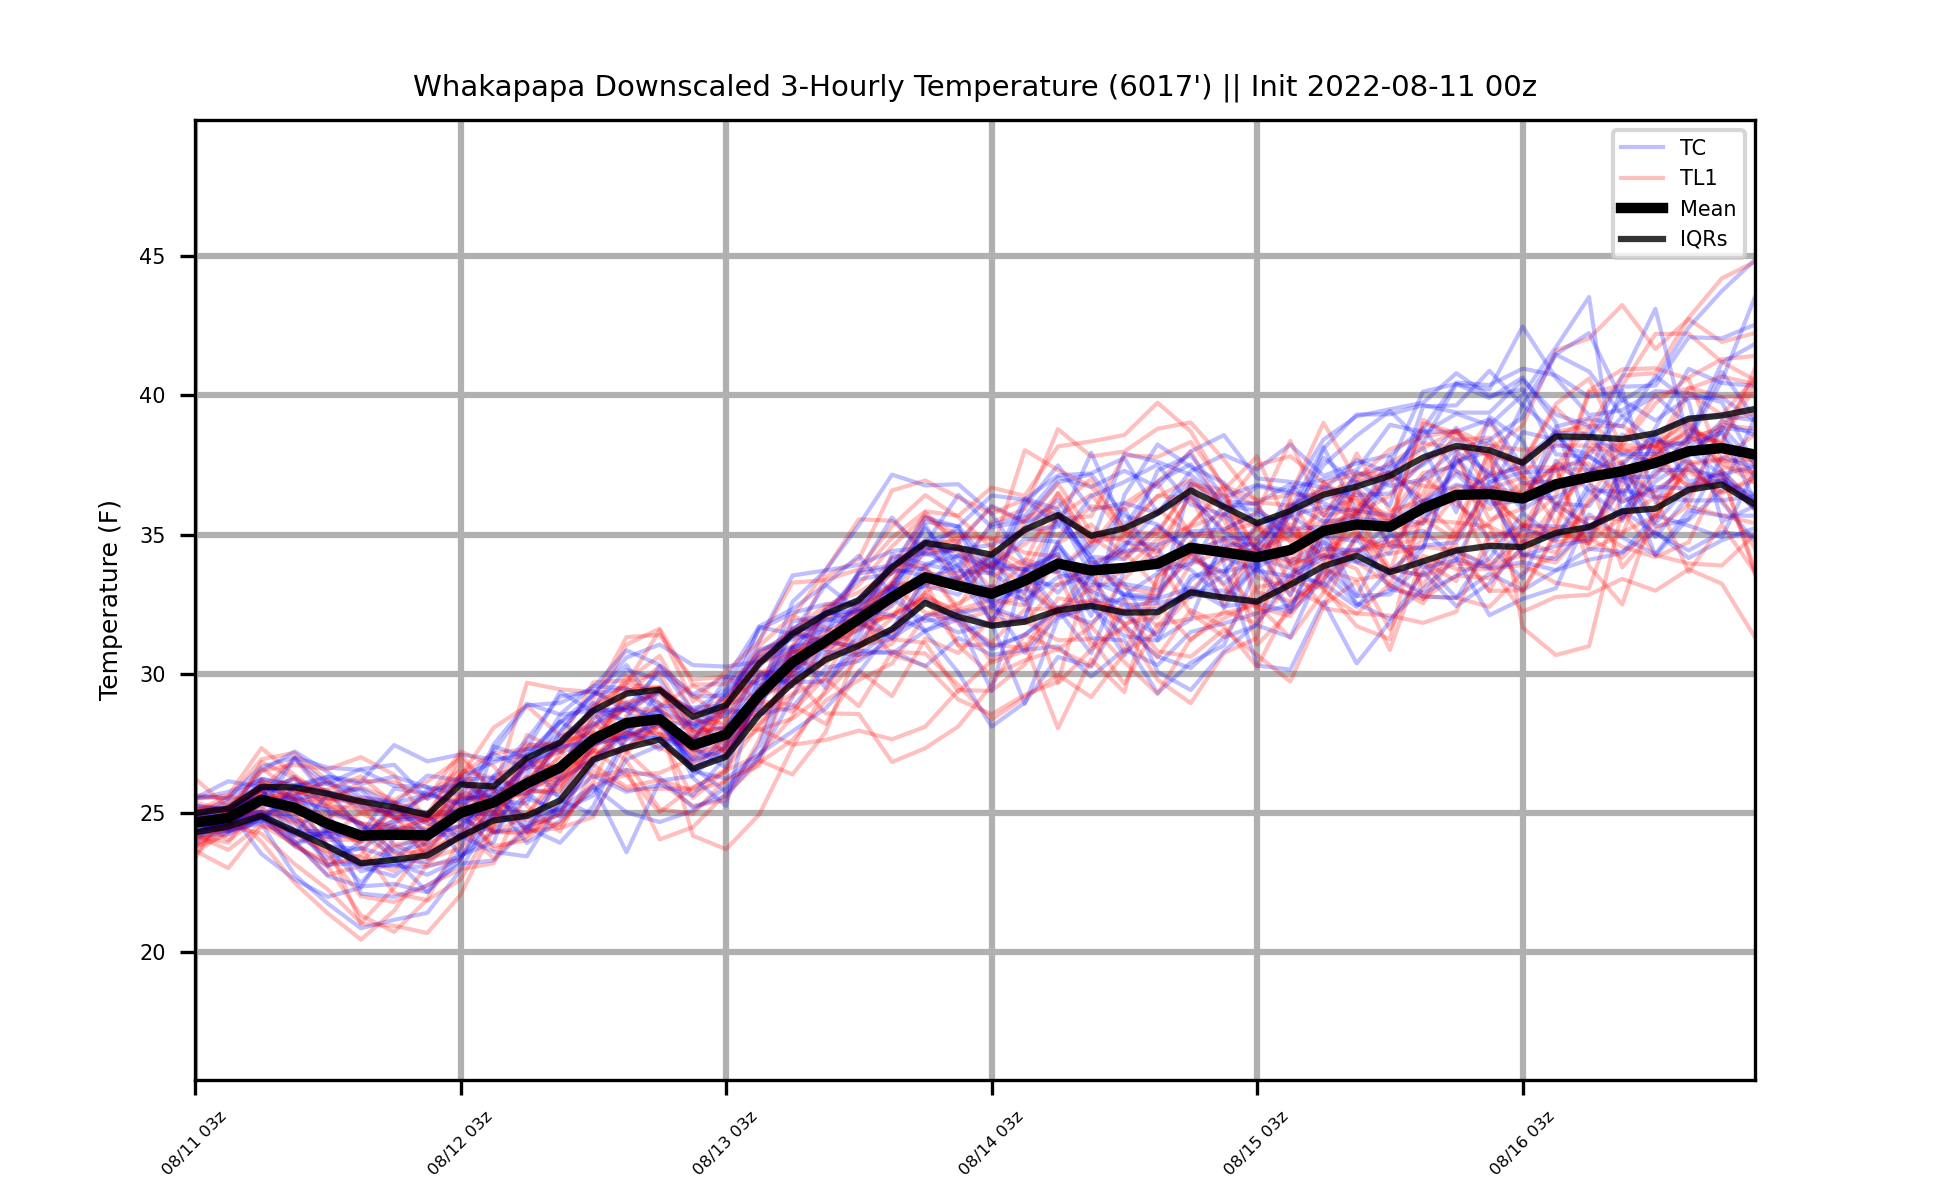 Whakapapa Downscaled 3-Hourly Temperature (6017') || Init 2022-08-11 00z
TC
TL1
Mean
IQRs
Temperature (F)
45
40
35
30
25
20
08/11 03z
08/12 03z
08/13 03z
08/14 03z
08/15 03z
08/16 03z